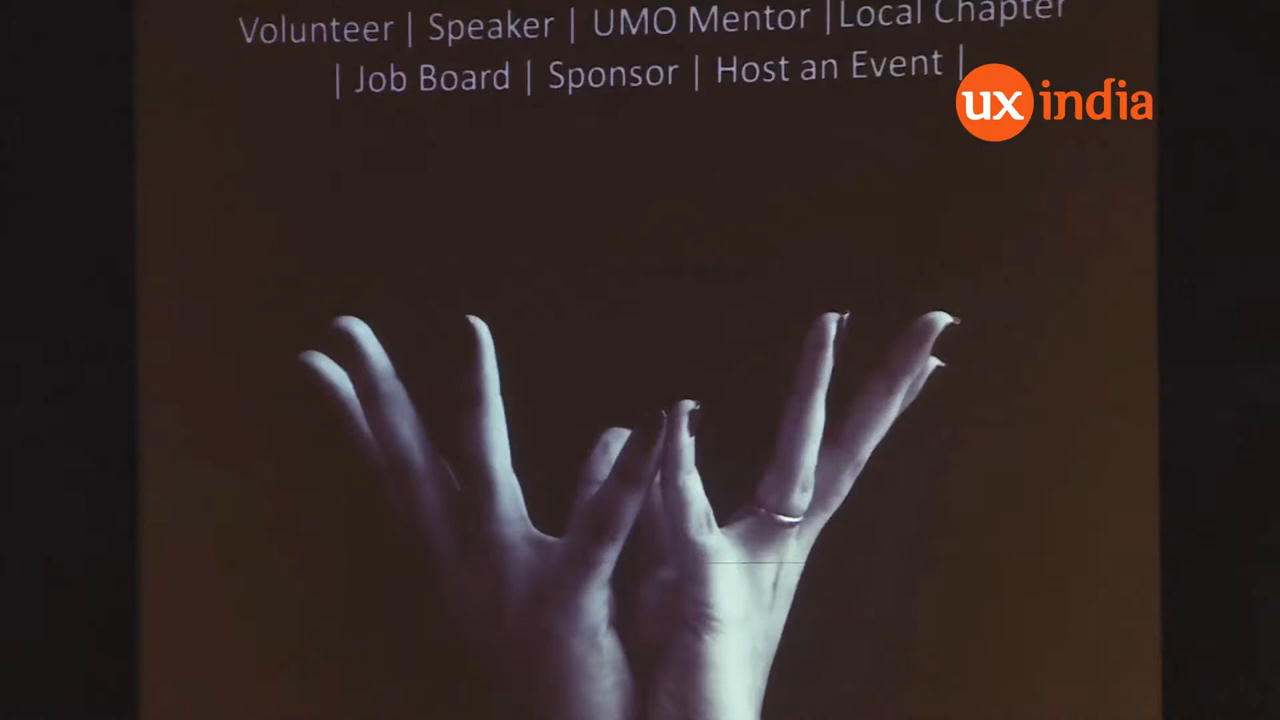 Volunteer | Speaker | UMO Mentor |Local Chapter
| Job Board | Sponsor | Host an Event |
ux india